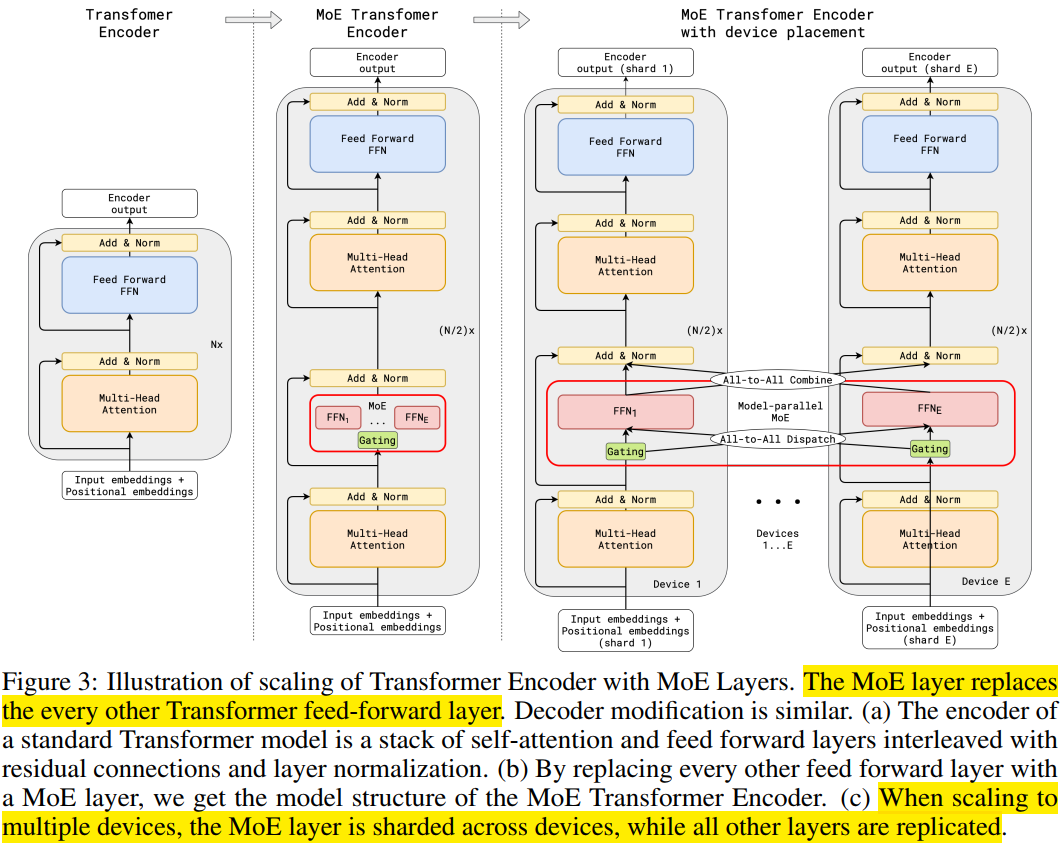 Transfomer
Encoder
MoE Transfomer
Encoder
MoE Transfomer Encoder
with device placement
Encoder
output
Add & Norm
Feed Forward
FFN
Nx
Add & Norm
Multi-Head
Attention
Input embeddings +
Positional embeddings
Encoder
output
Add & Norm
Feed Forward
FFN
Add & Norm
Multi-Head
Attention
(N/2)x
Add & Norm
MoE
FFN1 ... FFNE
Gating
Add & Norm
Multi-Head
Attention
Input embeddings +
Positional embeddings
Encoder
output (shard 1)
Add & Norm
Feed Forward
FFN
Add & Norm
Multi-Head
Attention
(N/2)x
Add & Norm
FFN1
Gating
Add & Norm
Multi-Head
Attention
Device 1
Input embeddings +
Positional embeddings
(shard 1)
All-to-All Combine
Model-parallel
MoE
All-to-All Dispatch
• • •
Devices
1...E
Encoder
output (shard E)
Add & Norm
Feed Forward
FFN
Add & Norm
Multi-Head
Attention
(N/2)x
Add & Norm
FFNE
Gating
Add & Norm
Multi-Head
Attention
Device E
Input embeddings +
Positional embeddings
(shard E)
Figure 3: Illustration of scaling of Transformer Encoder with MoE Layers. The MoE layer replaces
the every other Transformer feed-forward layer. Decoder modification is similar. (a) The encoder of
a standard Transformer model is a stack of self-attention and feed forward layers interleaved with
residual connections and layer normalization. (b) By replacing every other feed forward layer with
a MoE layer, we get the model structure of the MoE Transformer Encoder. (c) When scaling to
multiple devices, the MoE layer is sharded across devices, while all other layers are replicated.